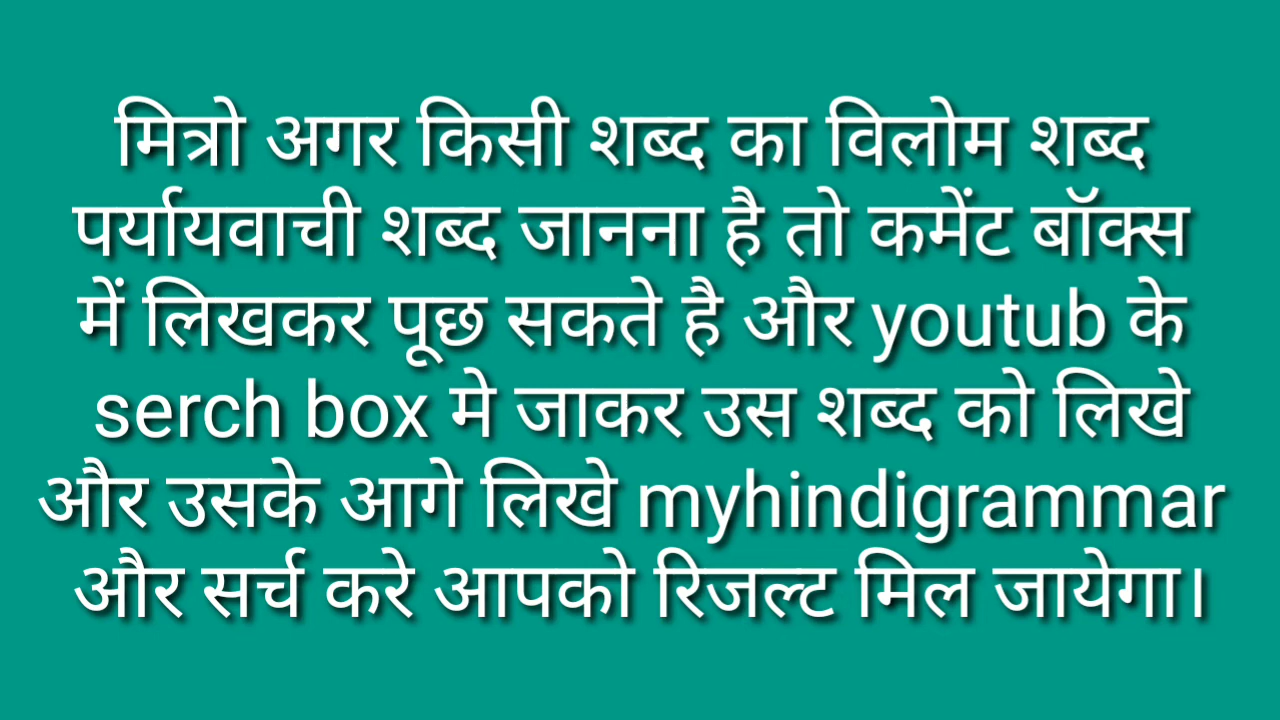 मित्रो अगर किसी शब्द का विलोम शब्द
पर्यायवाची शब्द जानना है तो कमेंट बॉक्स
में लिखकर पूछ सकते है और youtub के
serch box मे जाकर उस शब्द को लिखे
और उसके आगे लिखे myhindigrammar
और सर्च करे आपको रिजल्ट मिल जायेगा।